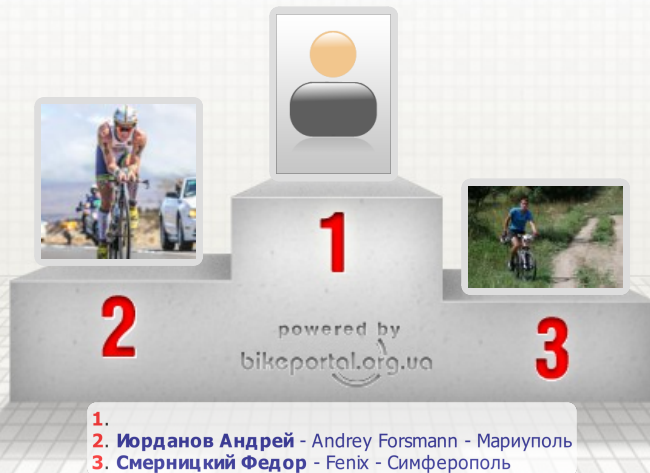 1
2
3
powered by
bikeportal.org.ua
1.
2. Иорданов Андрей - Andrey Forsmann - Мариуполь
3. Смерницкий Федор - Fenix - Симферополь